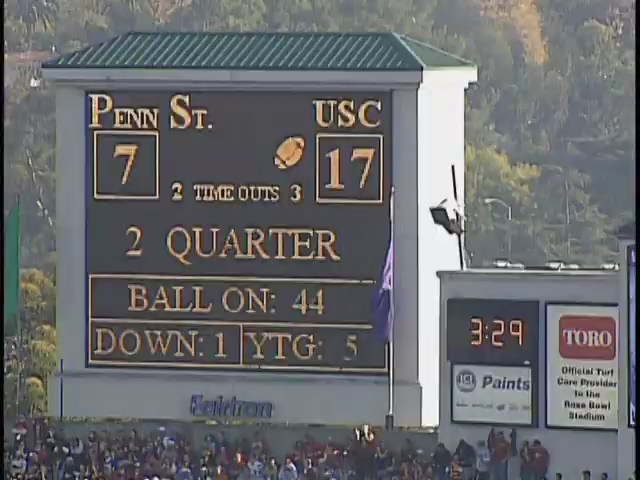 PENN ST. USC
7 17
2 TIME OUTS 3
2 QUARTER
BALL ON: 44
DOWN: 1 YTG: 5
3:29
TORO
Paints
Official Turf
Care Provider
to the
Rose Bowl
Stadium